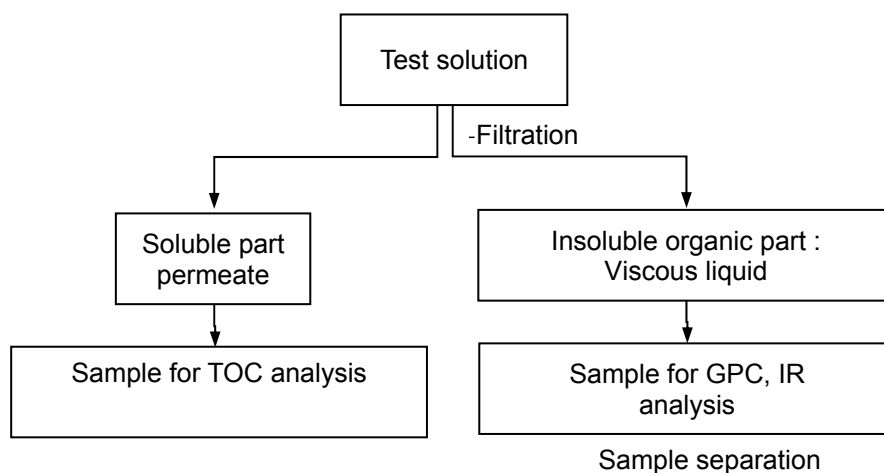 Test solution
-Filtration
Soluble part
permeate
Insoluble organic part :
Viscous liquid
Sample for TOC analysis
Sample for GPC, IR
analysis
Sample separation